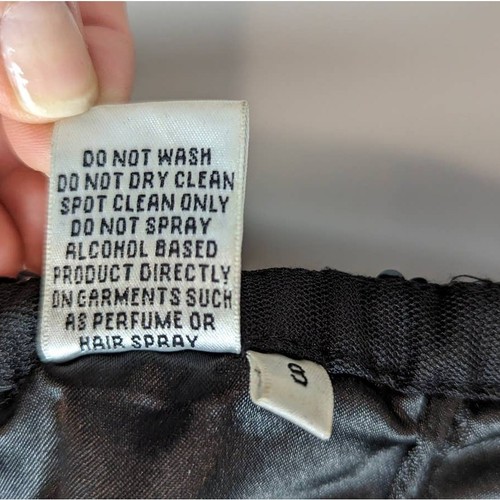 DO NOT WASH
DO NOT DRY CLEAN
SPOT CLEAN ONLY
DO NOT SPRAY
ALCOHOL BASED
PRODUCT DIRECTLY
ON GARMENTS SUCH
AS PERFUME OR
HAIR SPRAY
8